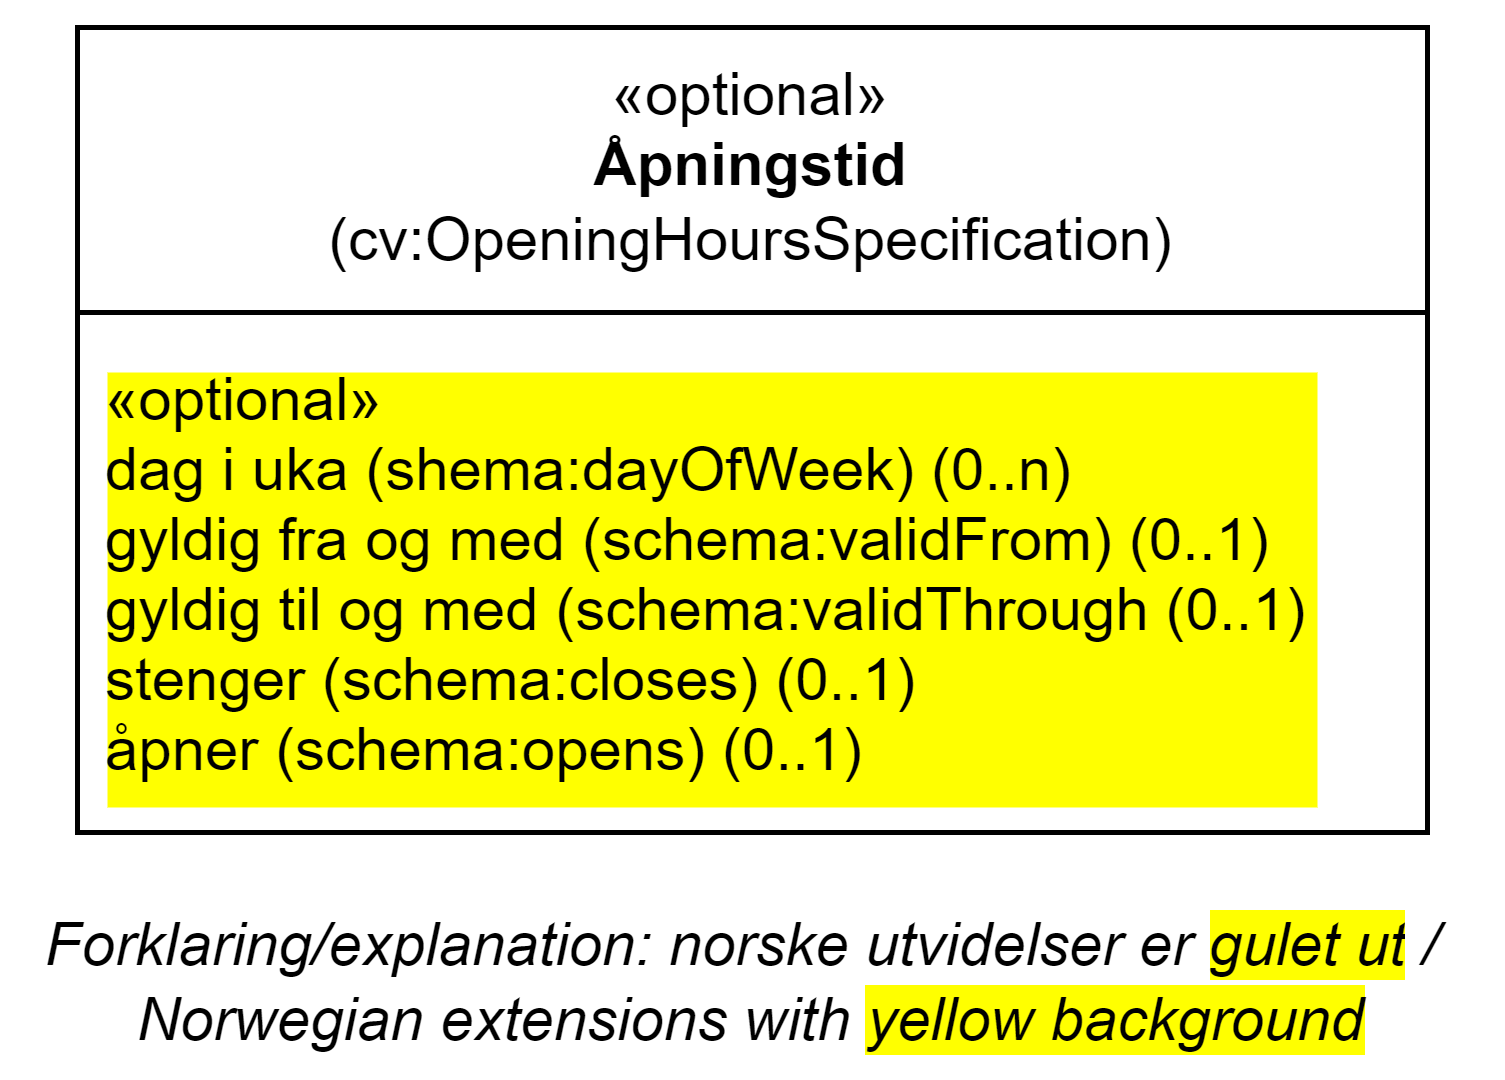 «optional»
Åpningstid
(cv:OpeningHoursSpecification)
«optional»
dag i uka (shema:dayOfWeek) (0..n)
gyldig fra og med (schema:validFrom) (0..1)
gyldig til og med (schema:validThrough (0..1)
stenger (schema:closes) (0..1)
åpner (schema:opens) (0..1)
Forklaring/explanation: norske utvidelser er gulet ut /
Norwegian extensions with yellow background